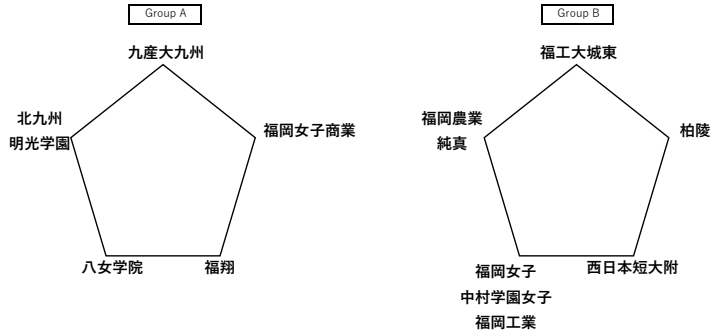 Group A
九産大九州
北九州
明光学園
福岡女子商業
八女学院
福翔
Group B
福工大城東
福岡農業
純真
柏陵
福岡女子
中村学園女子
福岡工業
西日本短大附